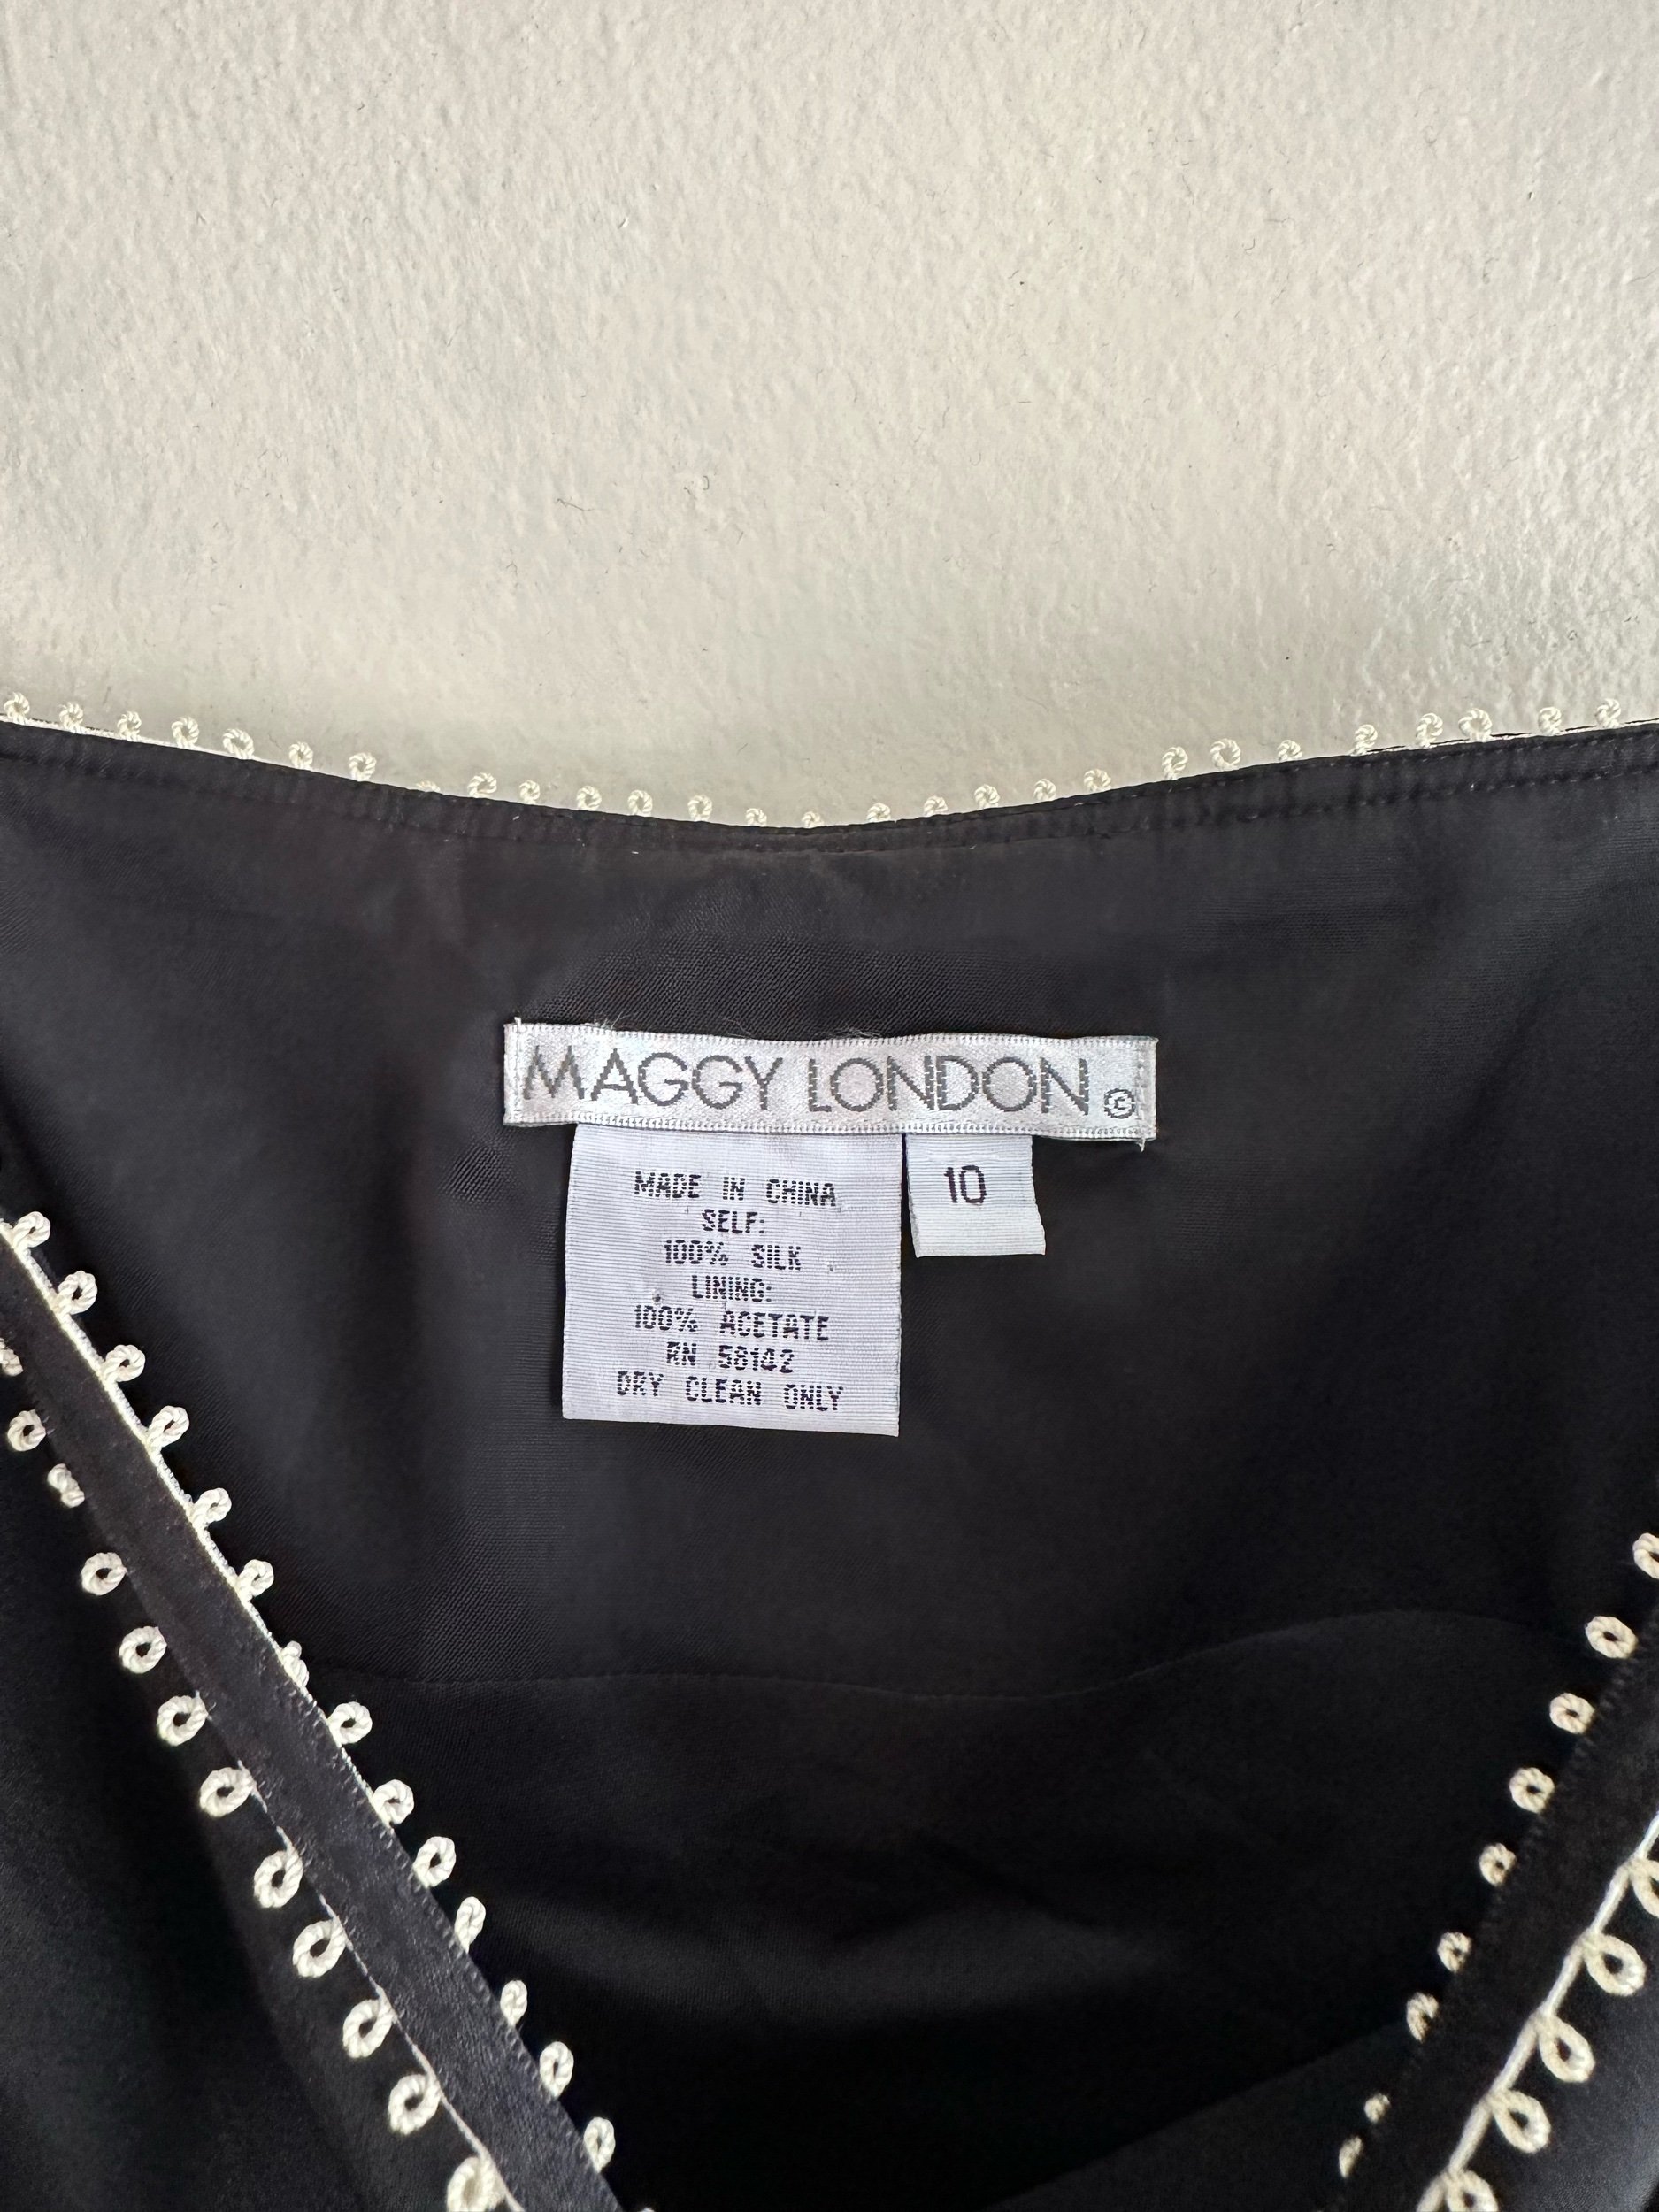 MAGGY LONDON ©
10
MADE IN CHINA
SELF:
100% SILK
LINING:
100% ACETATE
RN 58142
DRY CLEAN ONLY